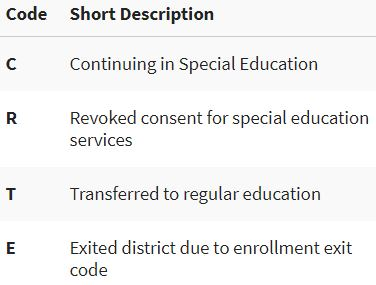 Code Short Description
C Continuing in Special Education
R Revoked consent for special education
services
T Transferred to regular education
E Exited district due to enrollment exit
code